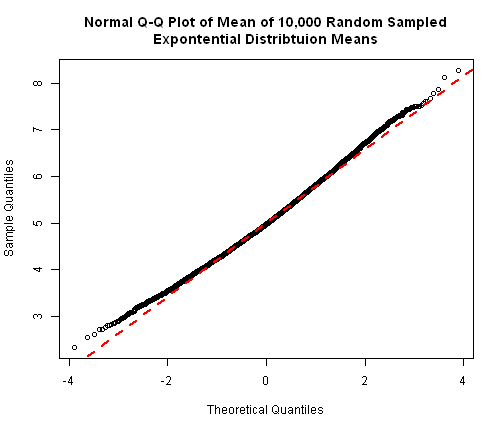 Normal Q-Q Plot of Mean of 10,000 Random Sampled
Expontential Distribtuion Means
8
7
6
5
4
3
Sample Quantiles
-4
-2
0
2
4
Theoretical Quantiles